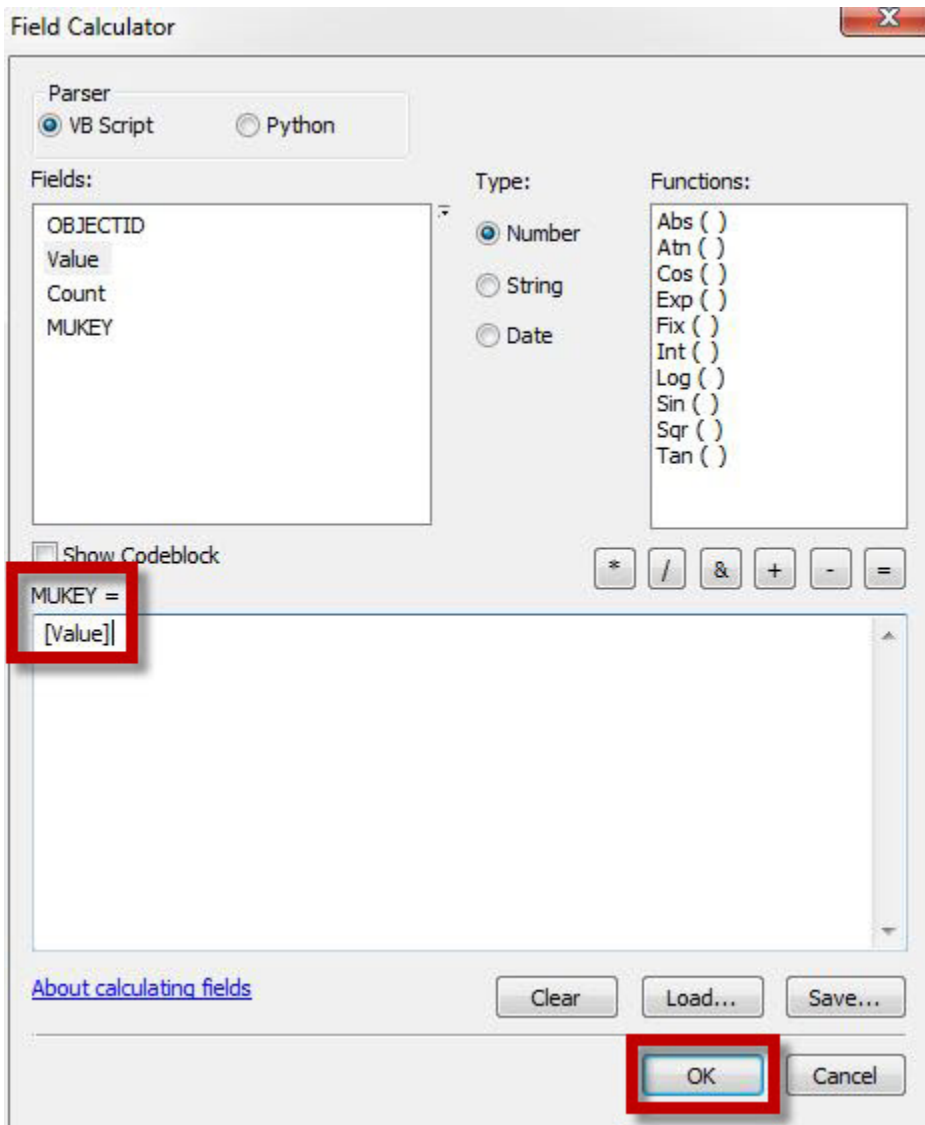 Field Calculator
Parser
VB Script Python
Fields:
OBJECTID
Value
Count
MUKEY
Type:
Number
String
Date
Functions:
Abs ( )
Atn ( )
Cos ( )
Exp ( )
Fix ( )
Int ( )
Log ( )
Sin ( )
Sqr ( )
Tan ( )
Show Codeblock
* / & + - =
MUKEY =
[Value]
About calculating fields
Clear Load... Save...
OK Cancel